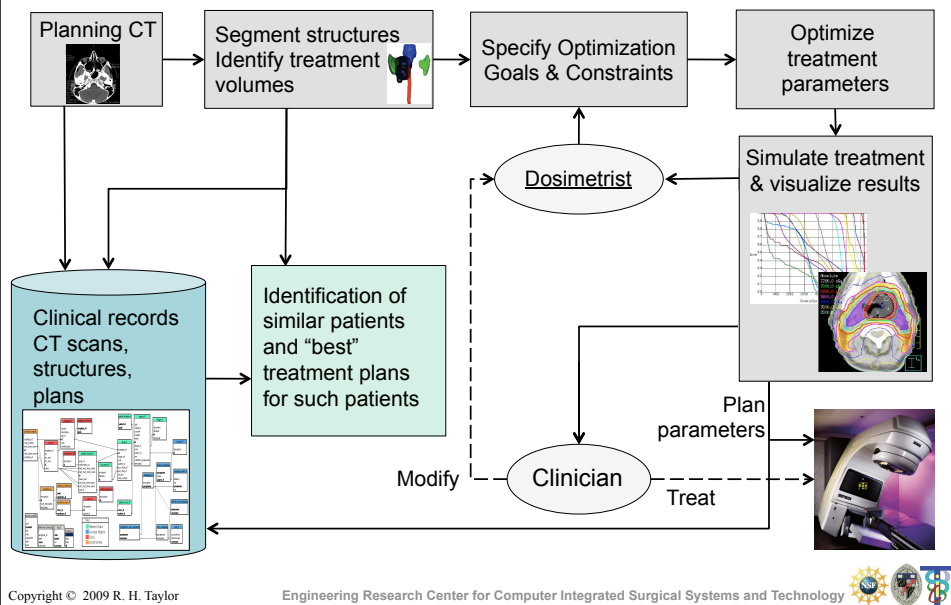 Planning CT
Segment structures
Identify treatment
volumes
Specify Optimization
Goals & Constraints
Optimize
treatment
parameters
Simulate treatment
& visualize results
Dosimetrist
Clinical records
CT scans,
structures,
plans
Identification of
similar patients
and “best”
treatment plans
for such patients
Plan
parameters
Modify
Clinician
Treat
Copyright © 2009 R. H. Taylor
Engineering Research Center for Computer Integrated Surgical Systems and Technology
NSF